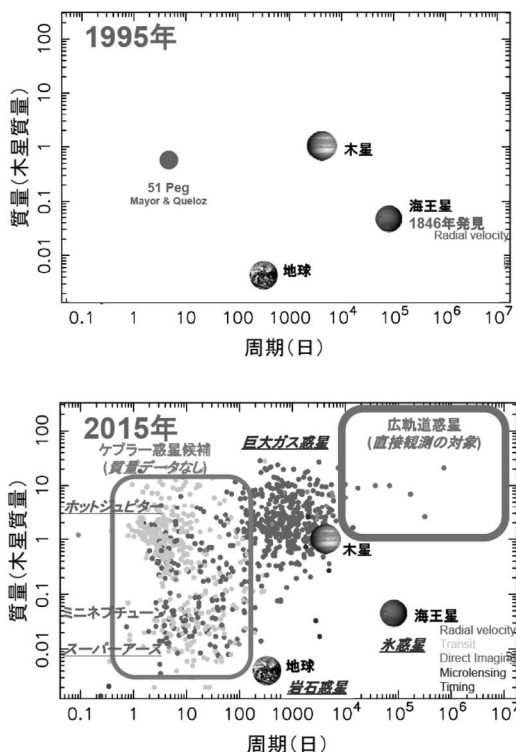 1995年
100
10
1
0.1
0.01
質量(木星質量)
51 Peg
Mayor & Queloz
木星
海王星
1846年発見
Radial velocity
地球
0.1
1
10
100
1000
10⁴
10⁵
10⁶
10⁷
周期(日)
2015年
ケプラー惑星候補
(質量データなし)
巨大ガス惑星
広軌道惑星
(直接観測の対象)
100
10
1
0.1
0.01
質量(木星質量)
ホットジュピター
木星
ミニネプチューン
海王星
スーパーアース
氷惑星
Radial velocity
Transit
Direct Imaging
Microlensing
Timing
地球
岩石惑星
0.1
1
10
100
1000
10⁴
10⁵
10⁶
10⁷
周期(日)